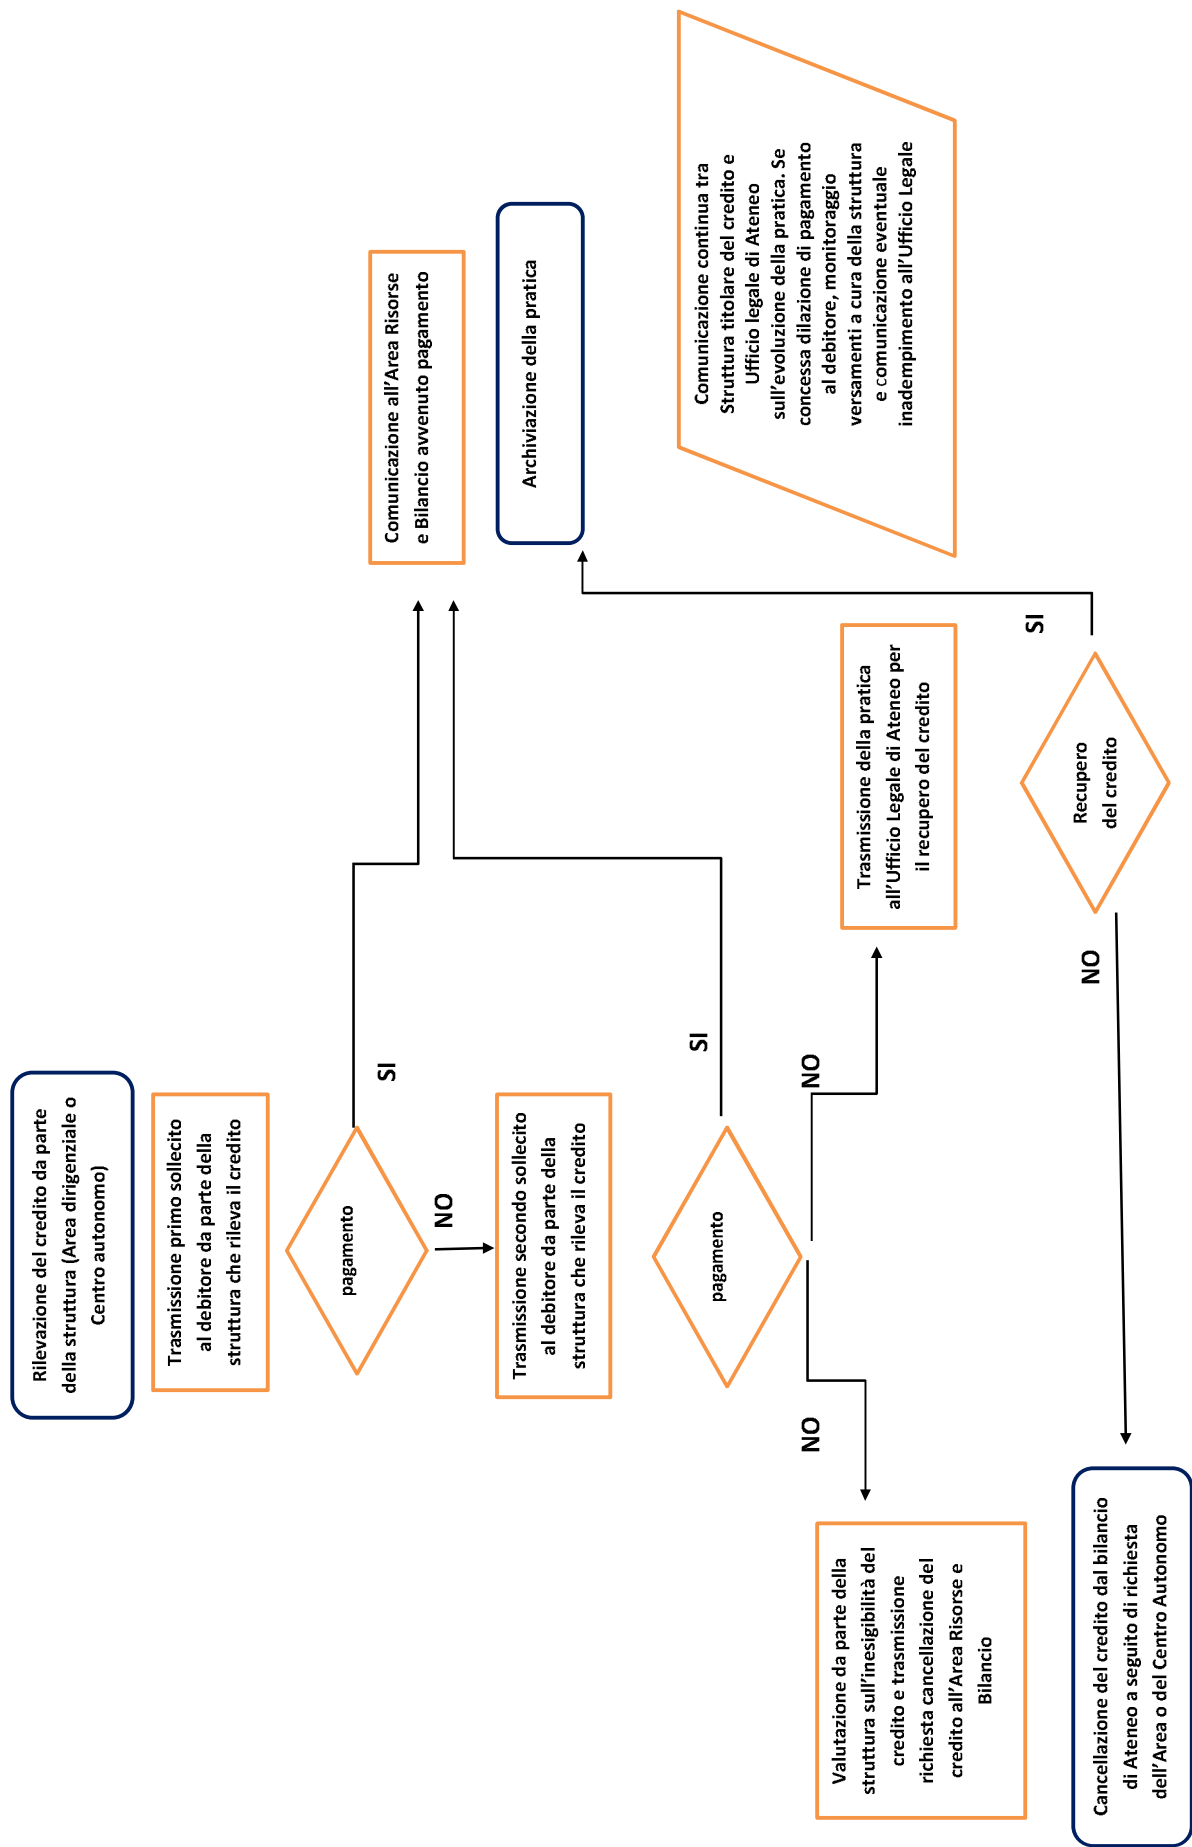 Rilevazione del credito da parte
della struttura (Area dirigenziale o
Centro autonomo)
Trasmissione primo sollecito
al debitore da parte della
struttura che rileva il credito
pagamento
SI
NO
Comunicazione all'Area Risorse
e Bilancio avvenuto pagamento
Trasmissione secondo sollecito
al debitore da parte della
struttura che rileva il credito
Archiviazione della pratica
pagamento
SI
NO
NO
Valutazione da parte della
struttura sull'inesigibilità del
credito e trasmissione
richiesta cancellazione del
credito all'Area Risorse e
Bilancio
Trasmissione della pratica
all'Ufficio Legale di Ateneo per
il recupero del credito
Comunicazione continua tra
Struttura titolare del credito e
Ufficio legale di Ateneo
sull'evoluzione della pratica. Se
concessa dilazione di pagamento
al debitore, monitoraggio
versamenti a cura della struttura
e comunicazione eventuale
inadempimento all'Ufficio Legale
Recupero
del credito
SI
NO
Cancellazione del credito dal bilancio
di Ateneo a seguito di richiesta
dell'Area o del Centro Autonomo